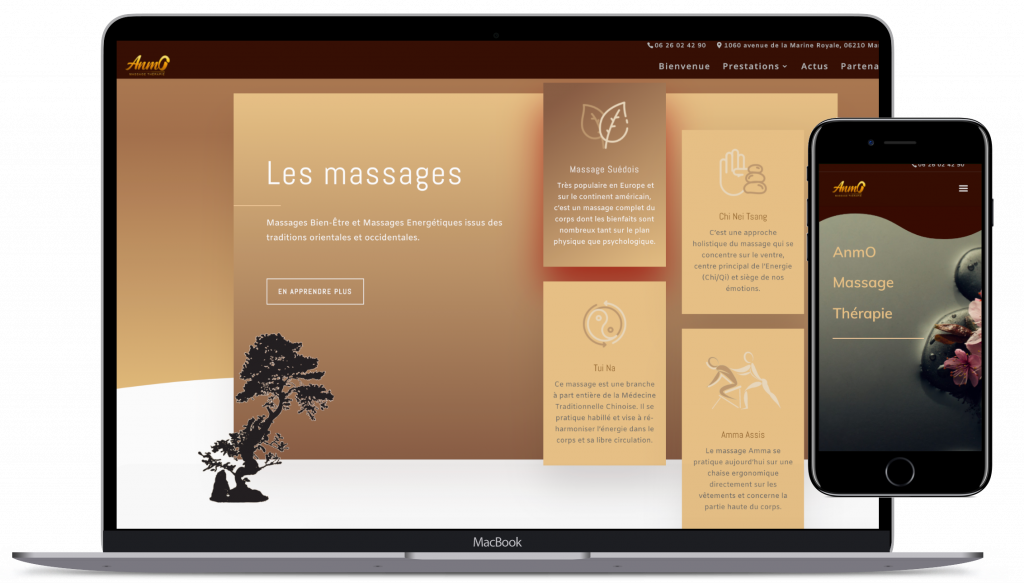 06 26 02 42 90 1060 avenue de la Marine Royale, 06210 Ma
AnmO
MASSAGE THÉRAPIE
Bienvenue Prestations Actus Partena
Les massages
Massages Bien-Être et Massages Energétiques issus des
traditions orientales et occidentales.
EN APPRENDRE PLUS
Massage Suédois
Très populaire en Europe et
sur le continent américain,
c'est un massage complet du
corps dont les bienfaits sont
nombreux tant sur le plan
physique que psychologique.
Chi Nei Tsang
C'est une approche
holistique du massage qui se
concentre sur le ventre,
centre principal de l'Energie
(Chi/Qi) et siège de nos
émotions.
Tui Na
Ce massage est une branche
à part entière de la Médecine
Traditionnelle Chinoise. Il se
pratique habillé et vise à ré-
harmoniser l'énergie dans le
corps et sa libre circulation.
Amma Assis
Le massage Amma se
pratique aujourd'hui sur une
chaise ergonomique
directement sur les
vêtements et concerne la
partie haute du corps.
MacBook
06 26 02 42 90
AnmO
AnmO
Massage
Thérapie